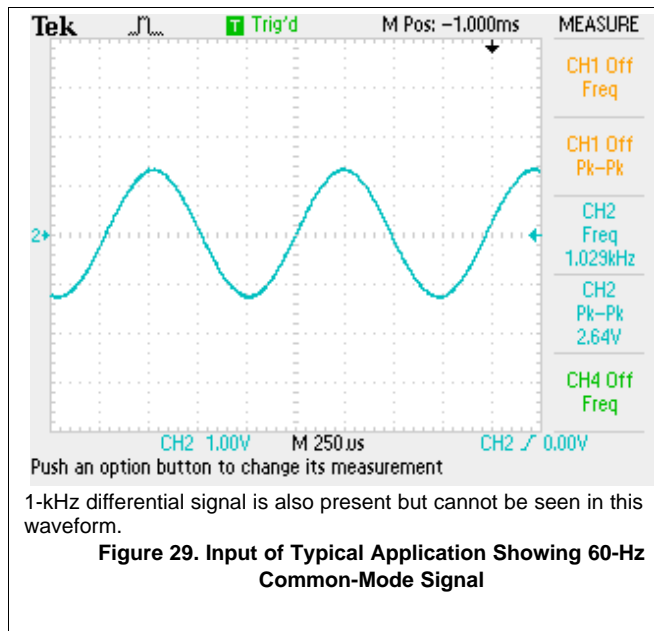 Tek T Trig'd M Pos: -1.000ms MEASURE
CH1 Off
Freq
CH1 Off
Pk-Pk
2
CH2
Freq
1.029kHz
CH2
Pk-Pk
2.64V
CH4 Off
Freq
CH2 1.00V M 250µs CH2 0.00V
Push an option button to change its measurement
1-kHz differential signal is also present but cannot be seen in this
waveform.
Figure 29. Input of Typical Application Showing 60-Hz
Common-Mode Signal